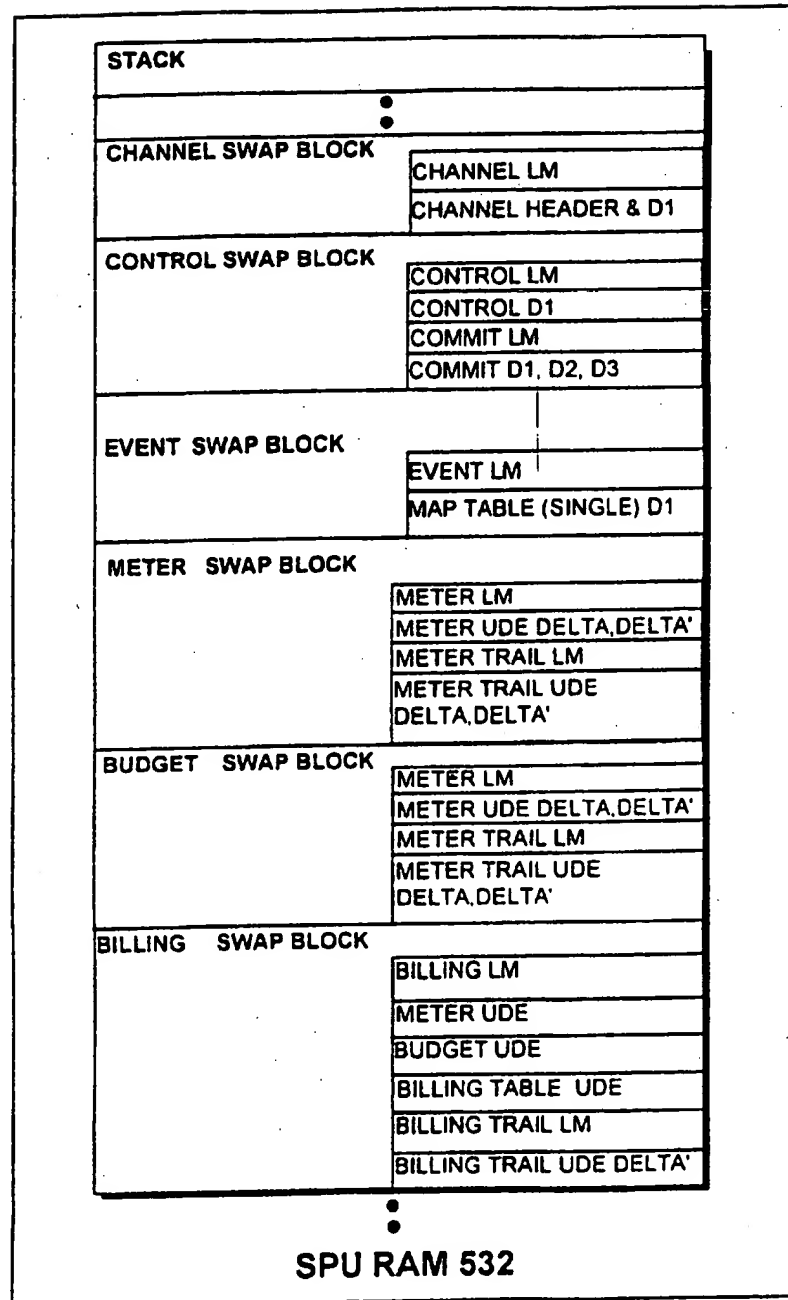 STACK
CHANNEL SWAP BLOCK
CHANNEL LM
CHANNEL HEADER & D1
CONTROL SWAP BLOCK
CONTROL LM
CONTROL D1
COMMIT LM
COMMIT D1, D2, D3
EVENT SWAP BLOCK
EVENT LM
MAP TABLE (SINGLE) D1
METER SWAP BLOCK
METER LM
METER UDE DELTA,DELTA'
METER TRAIL LM
METER TRAIL UDE
DELTA,DELTA'
BUDGET SWAP BLOCK
METER LM
METER UDE DELTA,DELTA'
METER TRAIL LM
METER TRAIL UDE
DELTA,DELTA'
BILLING SWAP BLOCK
BILLING LM
METER UDE
BUDGET UDE
BILLING TABLE UDE
BILLING TRAIL LM
BILLING TRAIL UDE DELTA'
SPU RAM 532